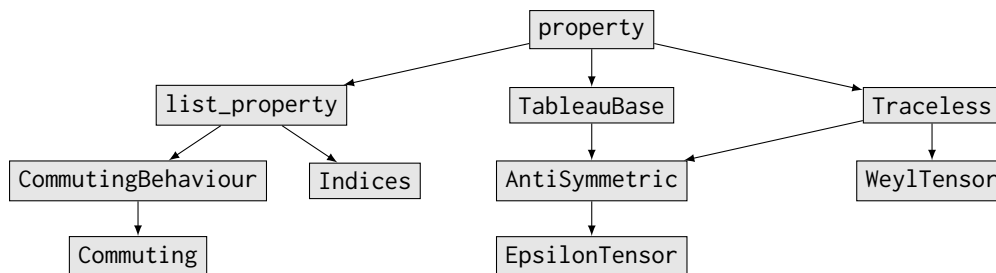 property
list_property
TableauBase
Traceless
CommutingBehaviour
Indices
AntiSymmetric
WeylTensor
Commuting
EpsilonTensor